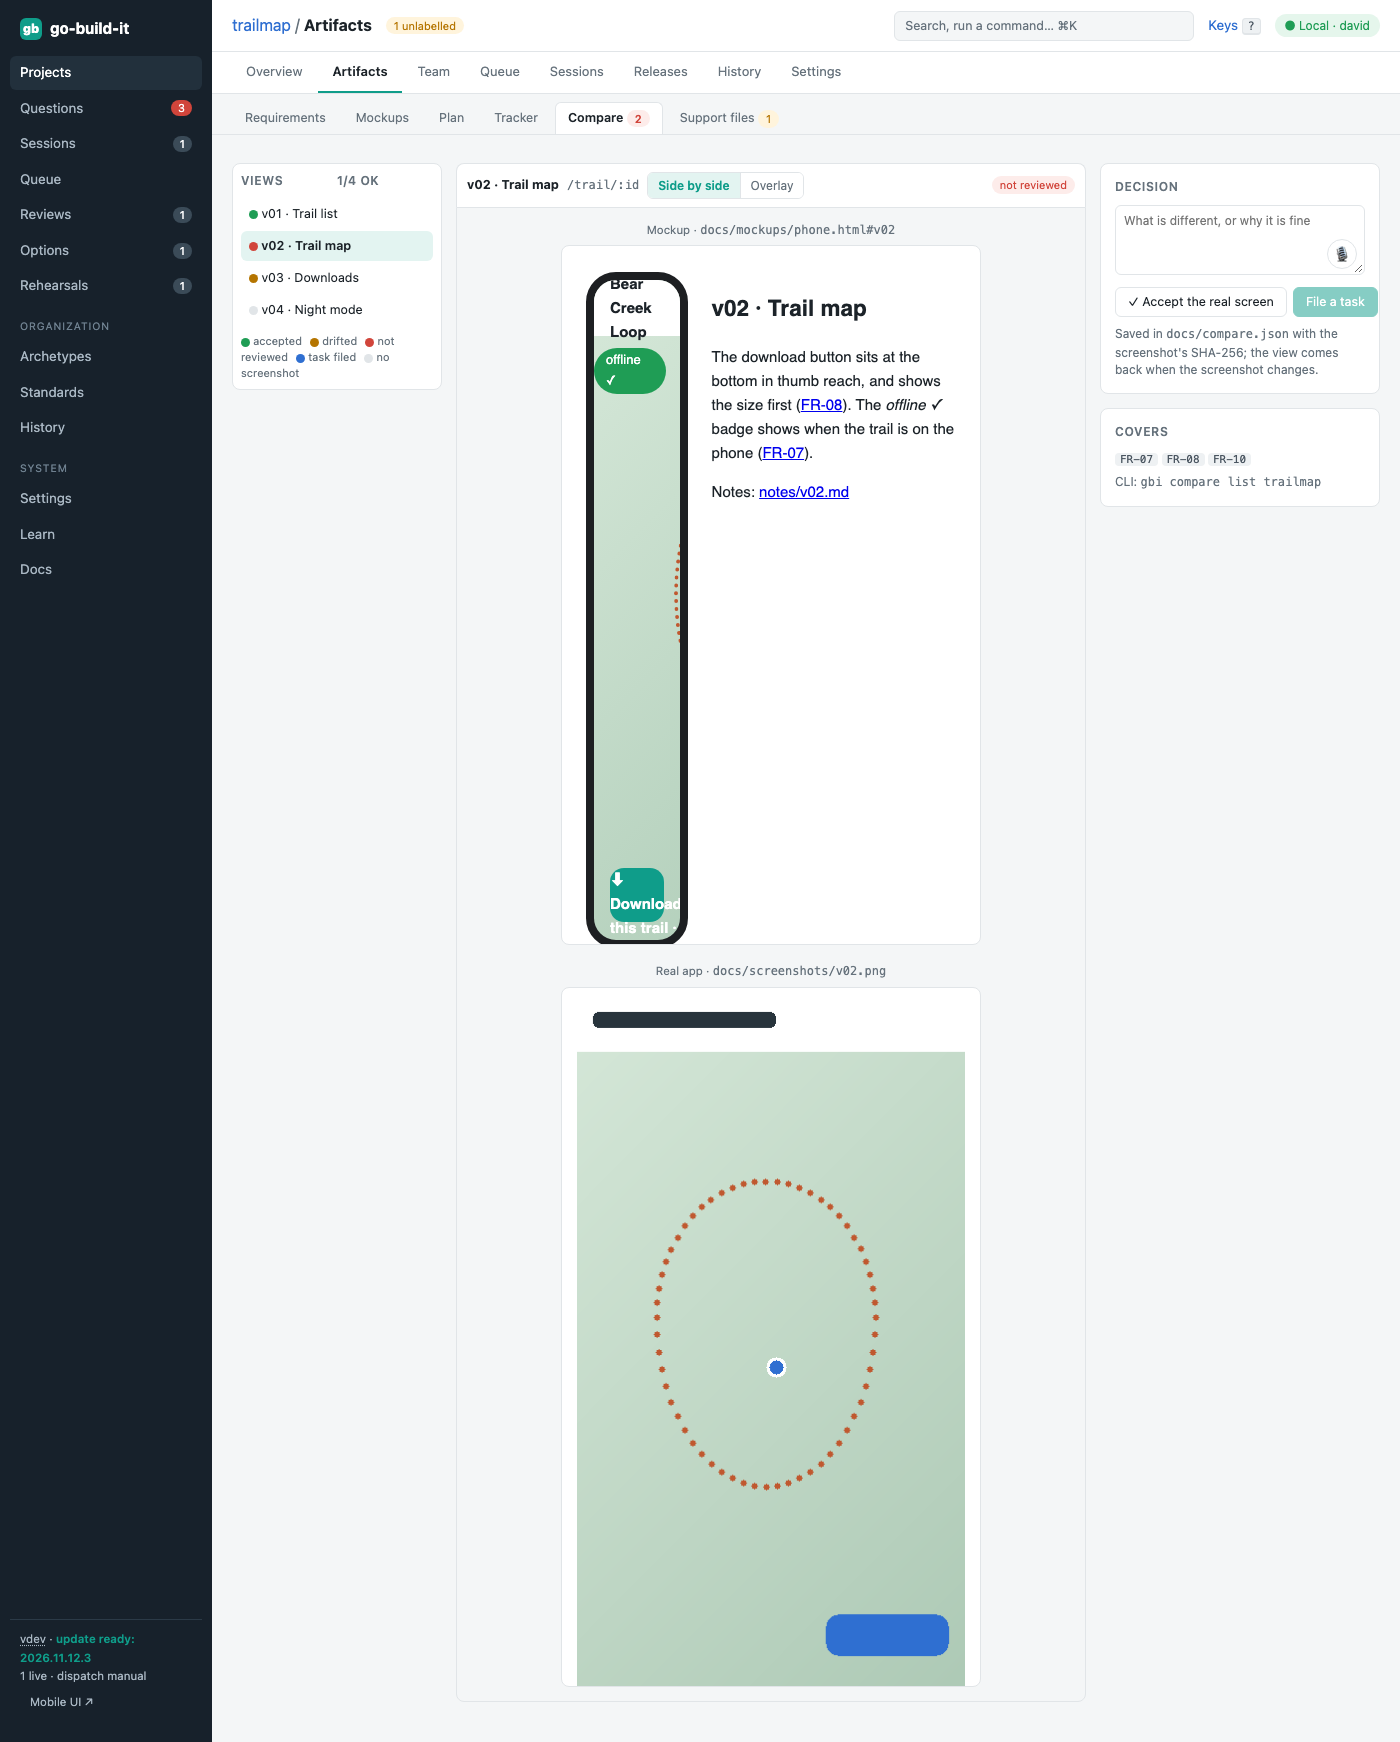 gb go-build-it
Projects
Questions 3
Sessions 1
Queue
Reviews 1
Options 1
Rehearsals 1
ORGANIZATION
Archetypes
Standards
History
SYSTEM
Settings
Learn
Docs
vdev · update ready:
2026.11.12.3
1 live · dispatch manual
Mobile UI ↗
trailmap / Artifacts 1 unlabelled
Search, run a command… ⌘K
Keys ?
Local · david
Overview Artifacts Team Queue Sessions Releases History Settings
Requirements Mockups Plan Tracker Compare 2 Support files 1
VIEWS 1/4 OK
v01 · Trail list
v02 · Trail map
v03 · Downloads
v04 · Night mode
accepted drifted not
reviewed task filed no
screenshot
v02 · Trail map /trail/:id Side by side Overlay not reviewed
Mockup · docs/mockups/phone.html#v02
Bear
Creek
Loop
offline
✓
⬇
Download
this trail ·
v02 · Trail map
The download button sits at the
bottom in thumb reach, and shows
the size first (FR-08). The offline ✓
badge shows when the trail is on the
phone (FR-07).
Notes: notes/v02.md
Real app · docs/screenshots/v02.png
DECISION
What is different, or why it is fine
✓ Accept the real screen File a task
Saved in docs/compare.json with the
screenshot's SHA-256; the view comes
back when the screenshot changes.
COVERS
FR-07 FR-08 FR-10
CLI: gbi compare list trailmap